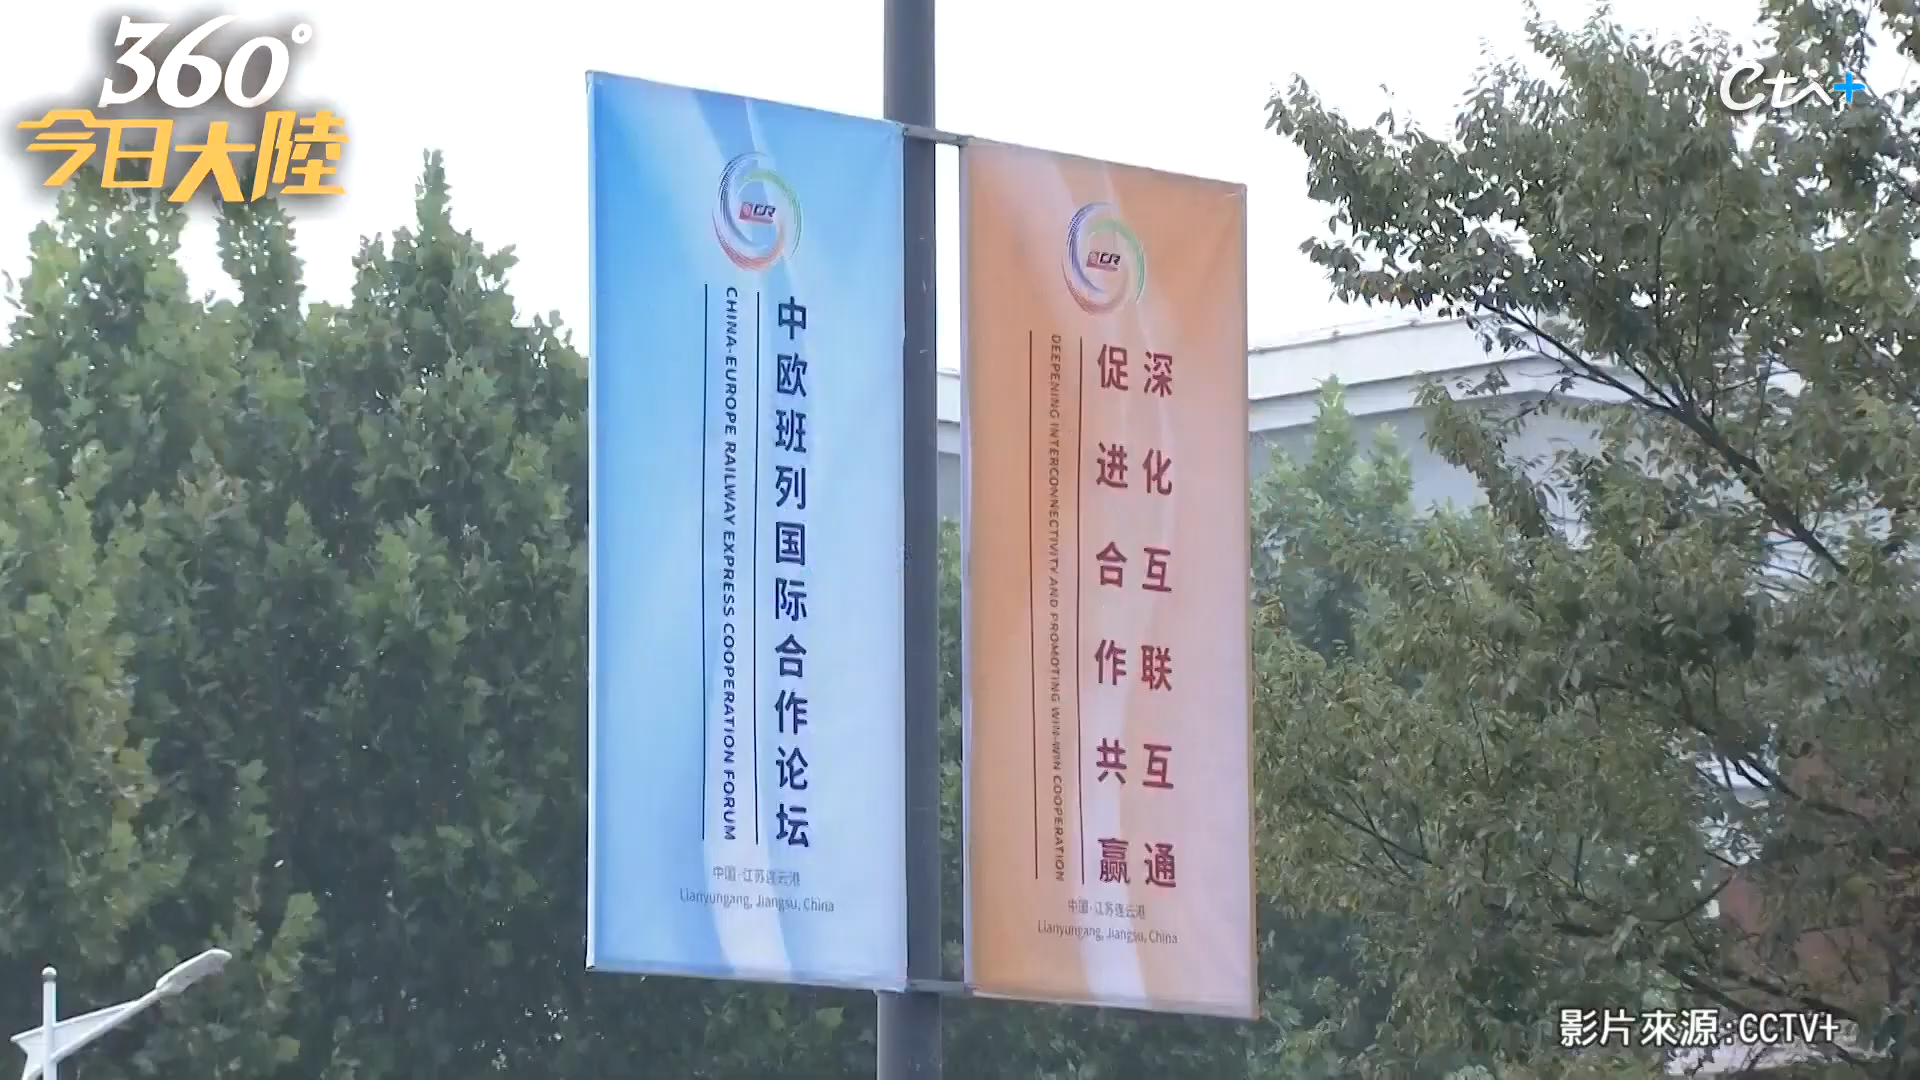 360°
今日大陸
Cti+
CR
中欧班列国际合作论坛
CHINA-EUROPE RAILWAY EXPRESS COOPERATION FORUM
中国·江苏连云港
Lianyungang, Jiangsu, China
CR
深化互联互通
促进合作共赢
DEEPENING INTERCONNECTIVITY AND PROMOTING WIN-WIN COOPERATION
中国·江苏连云港
Lianyungang, Jiangsu, China
影片來源:CCTV+